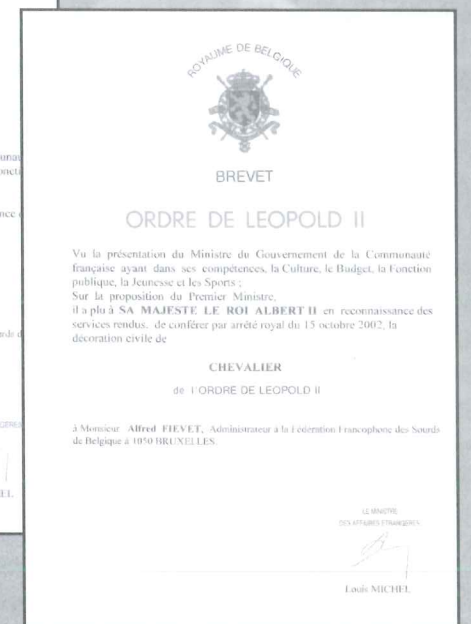 ROYAUME DE BELGIQUE
BREVET
ORDRE DE LEOPOLD II
Vu la présentation du Ministre du Gouvernement de la Communauté
française ayant dans ses compétences, la Culture, le Budget, la Fonction
publique, la Jeunesse et les Sports ;
Sur la proposition du Premier Ministre,
il a plu à SA MAJESTE LE ROI ALBERT II en reconnaissance des
services rendus, de conférer par arrêté royal du 15 octobre 2002, la
décoration civile de
CHEVALIER
de l'ORDRE DE LEOPOLD II
à Monsieur Alfred FIEVET, Administrateur à la Fédération Francophone des Sourds
de Belgique à 1050 BRUXELLES.
LE MINISTRE
DES AFFAIRES ETRANGERES
Louis MICHEL